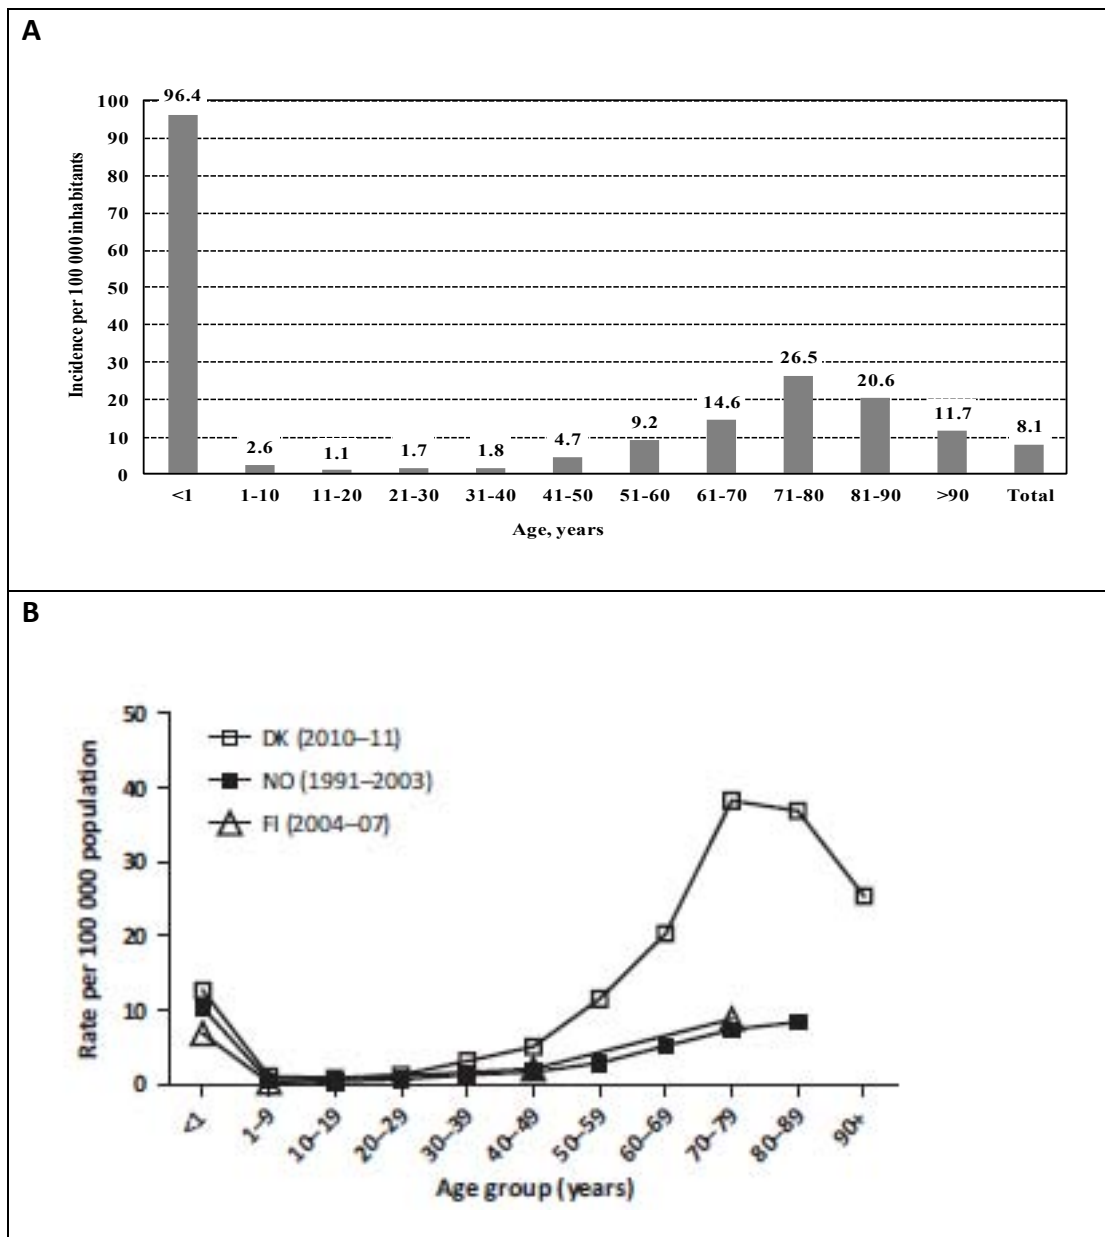 A
96.4
100
90
80
70
60
50
40
30
20
10
0
2.6
1.1
1.7
1.8
4.7
9.2
14.6
26.5
20.6
11.7
8.1
Incidence per 100 000 inhabitants
<1 1-10 11-20 21-30 31-40 41-50 51-60 61-70 71-80 81-90 >90 Total
Age, years
B
50
40
30
20
10
0
DK (2010–11)
NO (1991–2003)
FI (2004–07)
Rate per 100 000 population
<1 1–9 10–19 20–29 30–39 40–49 50–59 60–69 70–79 80–89 90+
Age group (years)